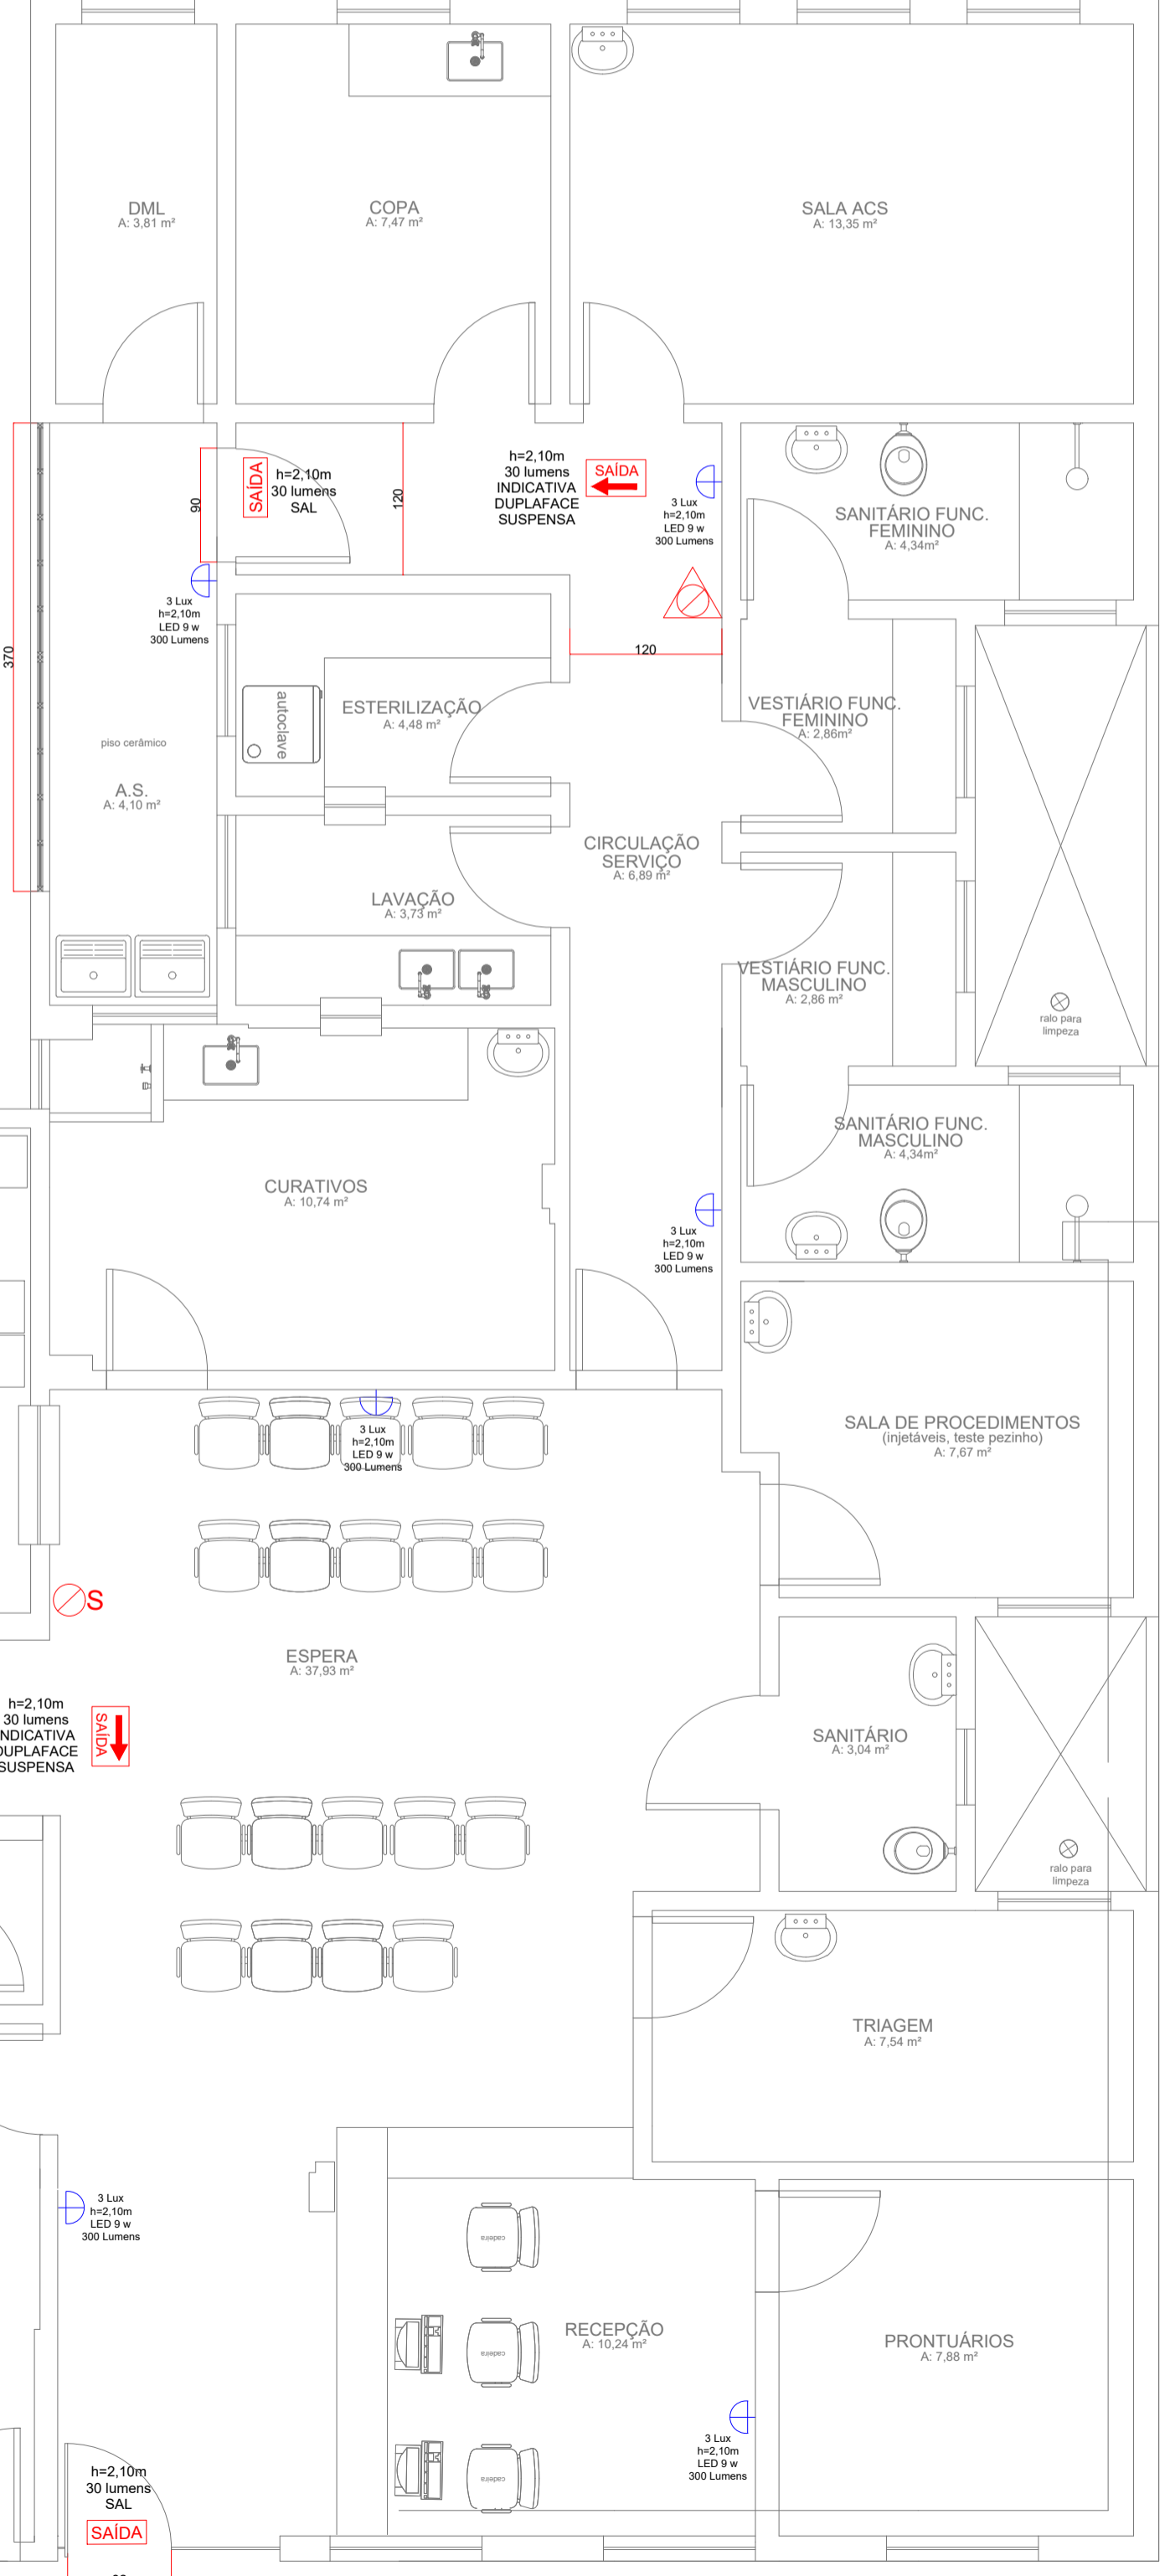 DML
A: 3,81 m²
COPA
A: 7,47 m²
SALA ACS
A: 13,35 m²
90
SAÍDA
h=2,10m
30 lumens
SAL
120
h=2,10m
30 lumens
INDICATIVA
DUPLAFACE
SUSPENSA
SAÍDA
3 Lux
h=2,10m
LED 9 w
300 Lumens
SANITÁRIO FUNC.
FEMININO
A: 4,34m²
3 Lux
h=2,10m
LED 9 w
300 Lumens
370
120
autoclave
ESTERILIZAÇÃO
A: 4,48 m²
VESTIÁRIO FUNC.
FEMININO
A: 2,86m²
piso cerâmico
A.S.
A: 4,10 m²
CIRCULAÇÃO
SERVIÇO
A: 6,89 m²
LAVAÇÃO
A: 3,73 m²
VESTIÁRIO FUNC.
MASCULINO
A: 2,86 m²
ralo para
limpeza
SANITÁRIO FUNC.
MASCULINO
A: 4,34m²
CURATIVOS
A: 10,74 m²
3 Lux
h=2,10m
LED 9 w
300 Lumens
SALA DE PROCEDIMENTOS
(injetáveis, teste pezinho)
A: 7,67 m²
3 Lux
h=2,10m
LED 9 w
300 Lumens
S
ESPERA
A: 37,93 m²
h=2,10m
30 lumens
NDICATIVA
DUPLAFACE
SUSPENSA
SAÍDA
SANITÁRIO
A: 3,04 m²
ralo para
limpeza
TRIAGEM
A: 7,54 m²
3 Lux
h=2,10m
LED 9 w
300 Lumens
cadeira
RECEPÇÃO
A: 10,24 m²
cadeira
PRONTUÁRIOS
A: 7,88 m²
3 Lux
h=2,10m
LED 9 w
300 Lumens
cadeira
h=2,10m
30 lumens
SAL
SAÍDA